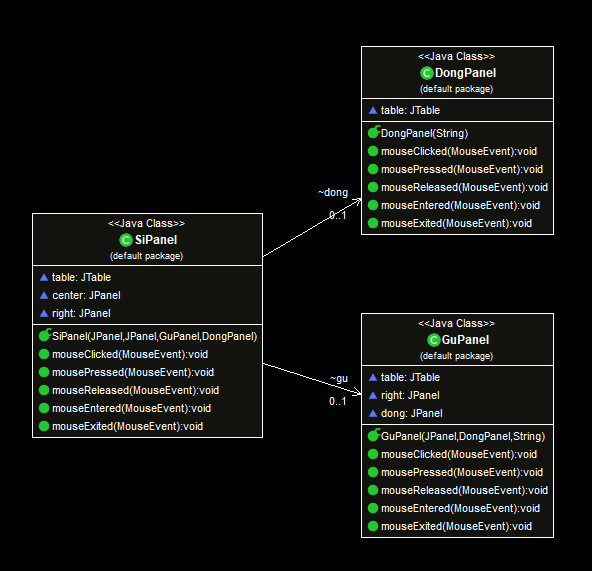 <<Java Class>>
DongPanel
(default package)
table: JTable
DongPanel(String)
mouseClicked(MouseEvent):void
mousePressed(MouseEvent):void
mouseReleased(MouseEvent):void
mouseEntered(MouseEvent):void
mouseExited(MouseEvent):void
~dong
0..1
<<Java Class>>
SiPanel
(default package)
table: JTable
center: JPanel
right: JPanel
SiPanel(JPanel,JPanel,GuPanel,DongPanel)
mouseClicked(MouseEvent):void
mousePressed(MouseEvent):void
mouseReleased(MouseEvent):void
mouseEntered(MouseEvent):void
mouseExited(MouseEvent):void
~gu
0..1
<<Java Class>>
GuPanel
(default package)
table: JTable
right: JPanel
dong: JPanel
GuPanel(JPanel,DongPanel,String)
mouseClicked(MouseEvent):void
mousePressed(MouseEvent):void
mouseReleased(MouseEvent):void
mouseEntered(MouseEvent):void
mouseExited(MouseEvent):void